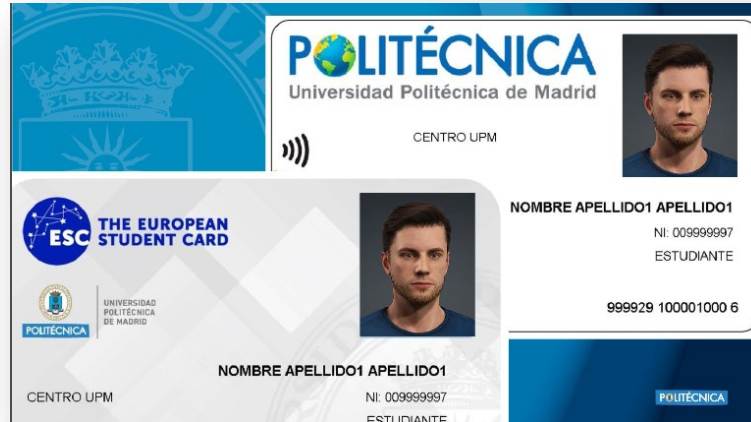 POLITÉCNICA
Universidad Politécnica de Madrid
CENTRO UPM
NOMBRE APELLIDO1 APELLIDO1
NI: 009999997
ESTUDIANTE
999929 100001000 6
POLITÉCNICA
ESC
THE EUROPEAN
STUDENT CARD
POLITÉCNICA
UNIVERSIDAD
POLITÉCNICA
DE MADRID
NOMBRE APELLIDO1 APELLIDO1
CENTRO UPM
NI: 009999997
ESTUDIANTE